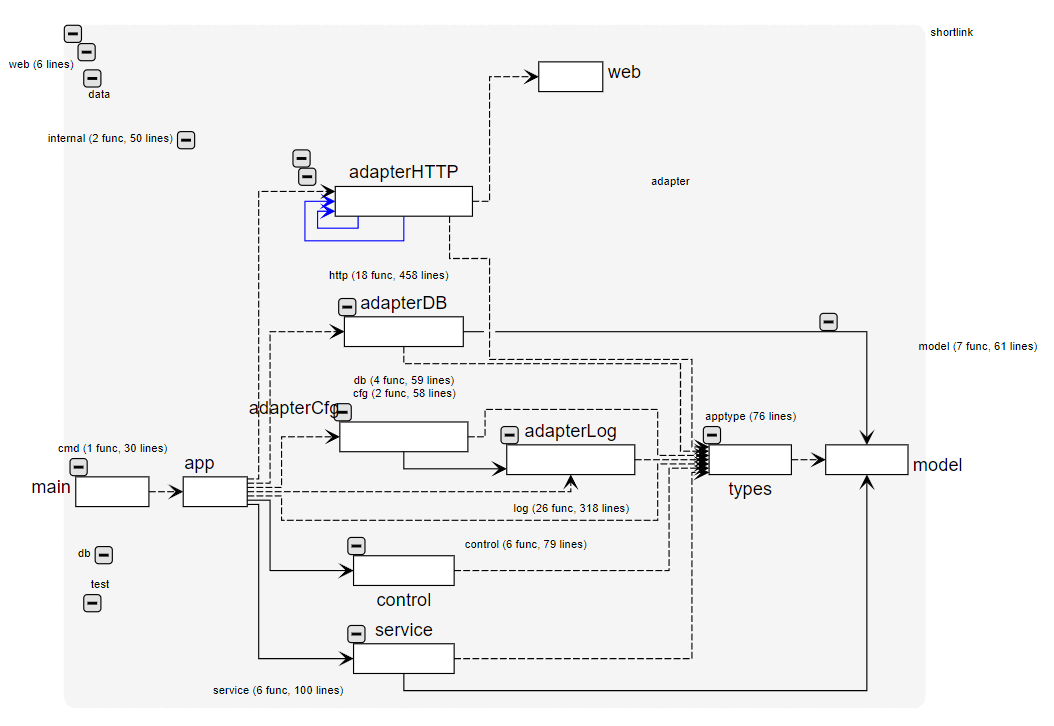 shortlink
web (6 lines)
web
data
internal (2 func, 50 lines)
adapterHTTP
adapter
http (18 func, 458 lines)
adapterDB
model (7 func, 61 lines)
db (4 func, 59 lines)
cfg (2 func, 58 lines)
adapterCfg
apptype (76 lines)
adapterLog
cmd (1 func, 30 lines)
app
model
main
types
log (26 func, 318 lines)
control (6 func, 79 lines)
db
test
control
service
service (6 func, 100 lines)